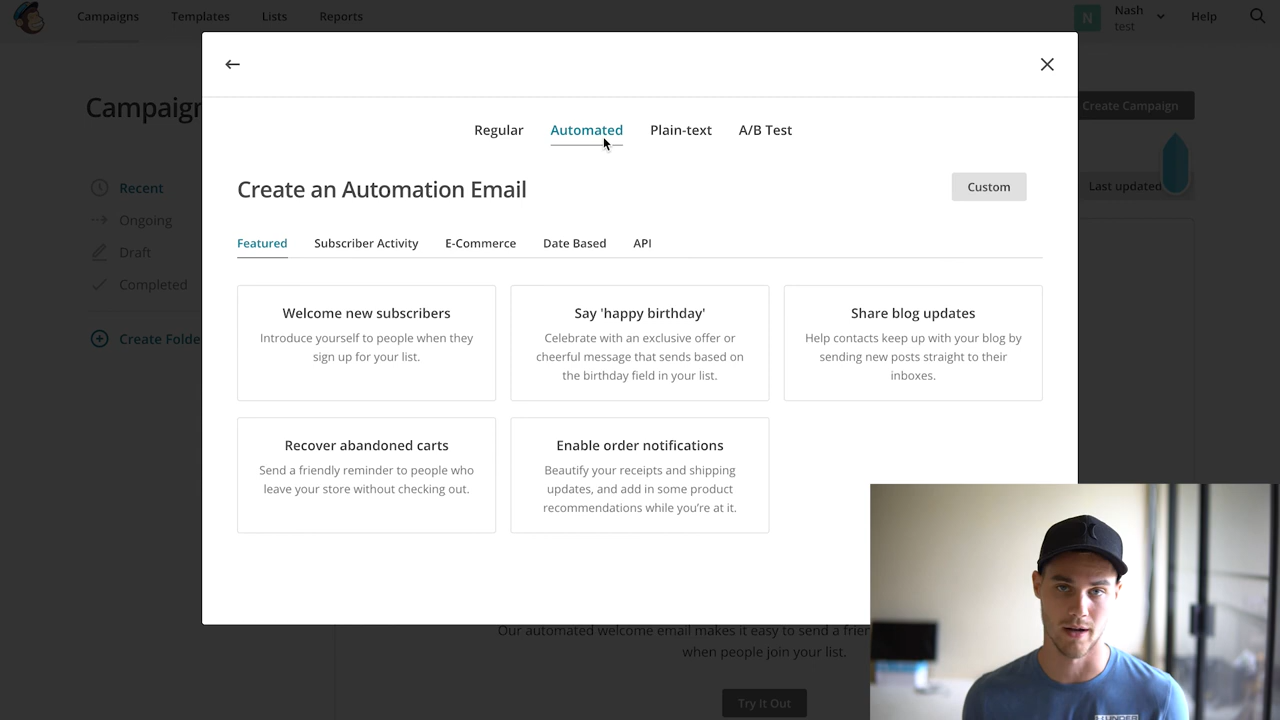 Campaigns Templates Lists Reports
N Nash Help
test
Campaign
Create Campaign
Regular Automated Plain-text A/B Test
Create an Automation Email
Custom
Recent
Last updated
Ongoing
Draft
Completed
Create Folde
Featured Subscriber Activity E-Commerce Date Based API
Welcome new subscribers
Introduce yourself to people when they
sign up for your list.
Say 'happy birthday'
Celebrate with an exclusive offer or
cheerful message that sends based on
the birthday field in your list.
Share blog updates
Help contacts keep up with your blog by
sending new posts straight to their
inboxes.
Recover abandoned carts
Send a friendly reminder to people who
leave your store without checking out.
Enable order notifications
Beautify your receipts and shipping
updates, and add in some product
recommendations while you're at it.
Our automated welcome email makes it easy to send a frien
when people join your list.
Try It Out